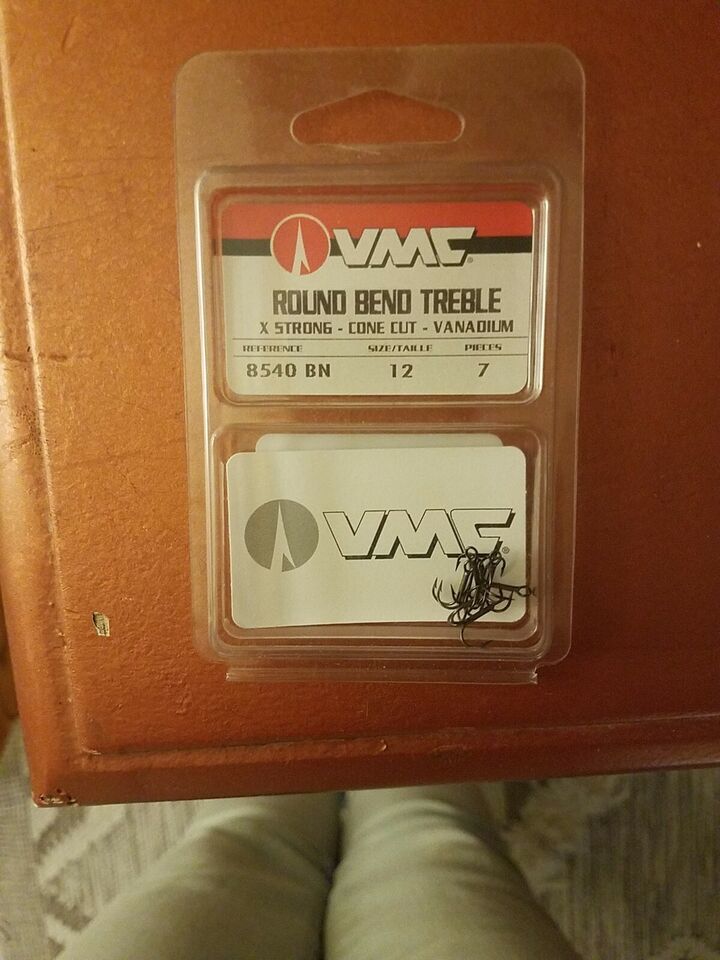 VMC®
ROUND BEND TREBLE
X STRONG - CONE CUT - VANADIUM
REFERENCE SIZE/TAILLE PIECES
8540 BN 12 7
VMC®